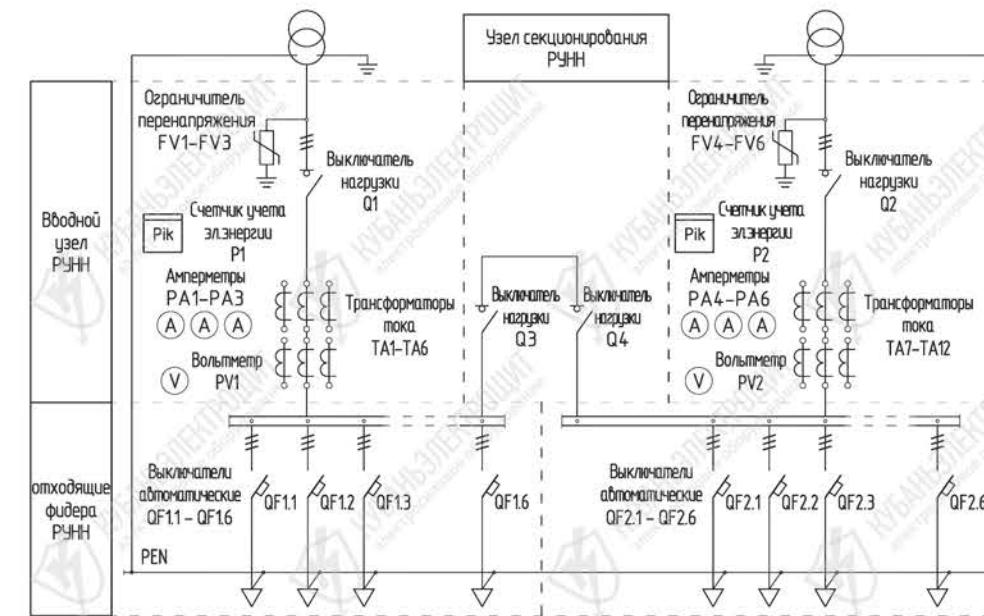 Узел секционирования
РУНН
Вводной
узел
РУНН
Ограничитель
перенапряжения
FV1-FV3
Выключатель
нагрузки
Q1
Счетчик учета
эл.энергии
P1
Pik
Амперметры
PA1-PA3
A A A
Трансформаторы
тока
TA1-TA6
Вольтметр
PV1
V
Выключатель
нагрузки
Q3
Выключатель
нагрузки
Q4
Ограничитель
перенапряжения
FV4-FV6
Выключатель
нагрузки
Q2
Счетчик учета
эл.энергии
P2
Pik
Амперметры
PA4-PA6
A A A
Трансформаторы
тока
TA7-TA12
Вольтметр
PV2
V
отходящие
фидера
РУНН
Выключатели
автоматические
QF1.1 - QF1.6
QF1.1
QF1.2
QF1.3
QF1.6
PEN
Выключатели
автоматические
QF2.1 - QF2.6
QF2.1
QF2.2
QF2.3
QF2.6
КУБАНЬЭЛЕКТРОЩИТ